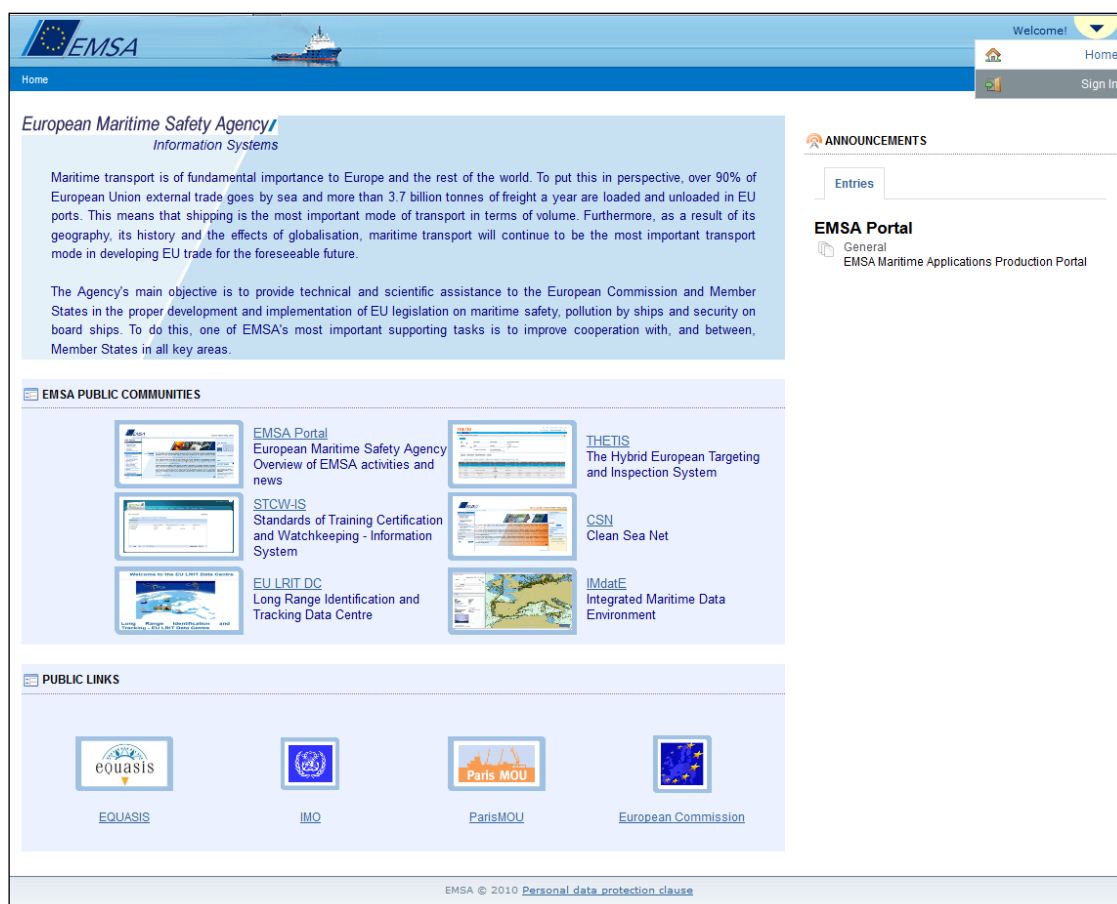 EMSA
Welcome!
Home
Sign In
Home
European Maritime Safety Agency
Information Systems
Maritime transport is of fundamental importance to Europe and the rest of the world. To put this in perspective, over 90% of
European Union external trade goes by sea and more than 3.7 billion tonnes of freight a year are loaded and unloaded in EU
ports. This means that shipping is the most important mode of transport in terms of volume. Furthermore, as a result of its
geography, its history and the effects of globalisation, maritime transport will continue to be the most important transport
mode in developing EU trade for the foreseeable future.
The Agency's main objective is to provide technical and scientific assistance to the European Commission and Member
States in the proper development and implementation of EU legislation on maritime safety, pollution by ships and security on
board ships. To do this, one of EMSA's most important supporting tasks is to improve cooperation with, and between,
Member States in all key areas.
ANNOUNCEMENTS
Entries
EMSA Portal
General
EMSA Maritime Applications Production Portal
EMSA PUBLIC COMMUNITIES
EMSA Portal
European Maritime Safety Agency
Overview of EMSA activities and
news
THETIS
The Hybrid European Targeting
and Inspection System
STCW-IS
Standards of Training Certification
and Watchkeeping - Information
System
CSN
Clean Sea Net
Welcome to the EU LRIT Data Centre
Long Range Identification and
Tracking - EU LRIT Data Centre
EU LRIT DC
Long Range Identification and
Tracking Data Centre
IMdatE
Integrated Maritime Data
Environment
PUBLIC LINKS
equasis
Paris MOU
EQUASIS
IMO
ParisMOU
European Commission
EMSA © 2010 Personal data protection clause